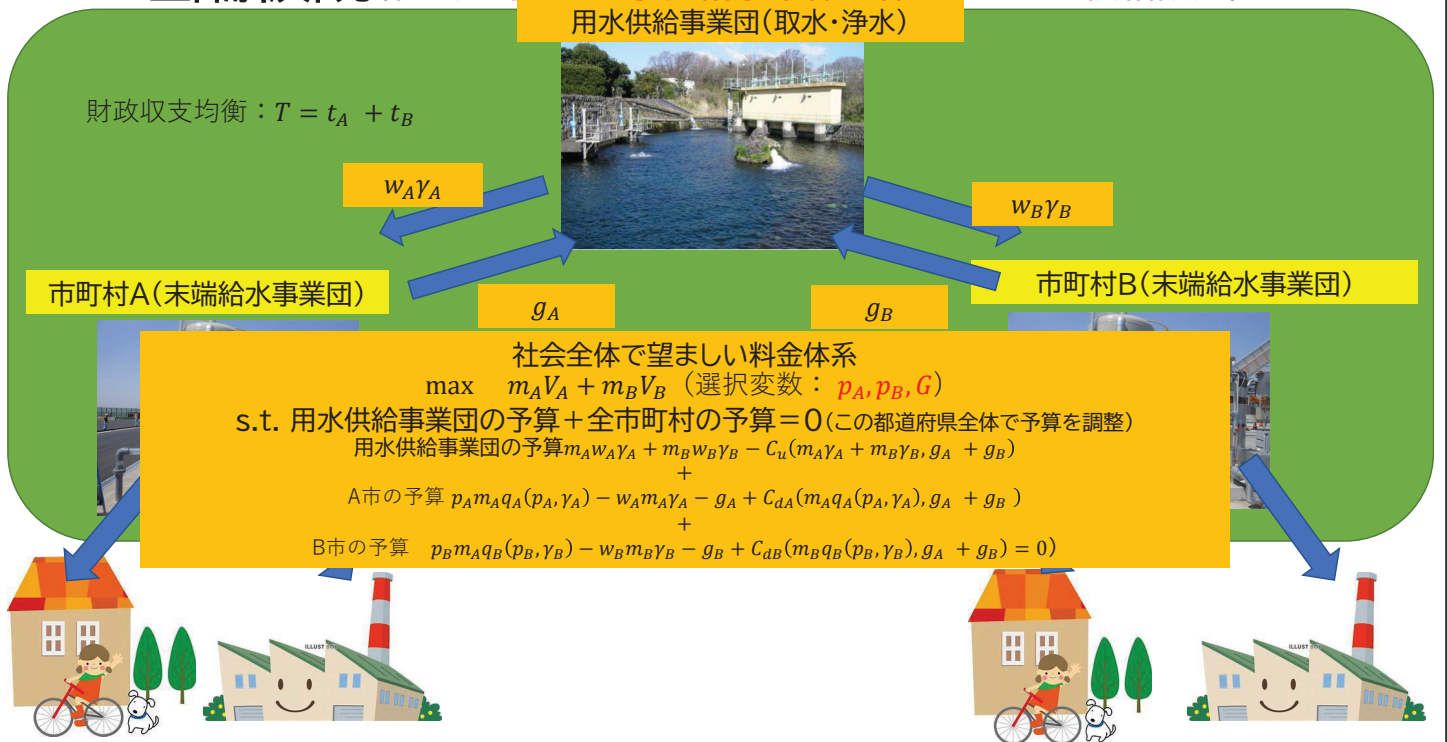 用水供給事業団(取水・浄水)
財政収支均衡：T = t_A + t_B
w_Aγ_A
w_Bγ_B
市町村A(末端給水事業団)
市町村B(末端給水事業団)
g_A
g_B
社会全体で望ましい料金体系
max m_AV_A + m_BV_B (選択変数： p_A, p_B, G)
s.t. 用水供給事業団の予算+全市町村の予算=0(この都道府県全体で予算を調整)
用水供給事業団の予算m_Aw_Aγ_A + m_Bw_Bγ_B − C_u(m_Aγ_A + m_Bγ_B, g_A + g_B)
+
A市の予算 p_Am_Aq_A(p_A, γ_A) − w_Am_Aγ_A − g_A + C_{dA}(m_Aq_A(p_A, γ_A), g_A + g_B )
+
B市の予算 p_Bm_Aq_B(p_B, γ_B) − w_Bm_Bγ_B − g_B + C_{dB}(m_Bq_B(p_B, γ_B), g_A + g_B) = 0)